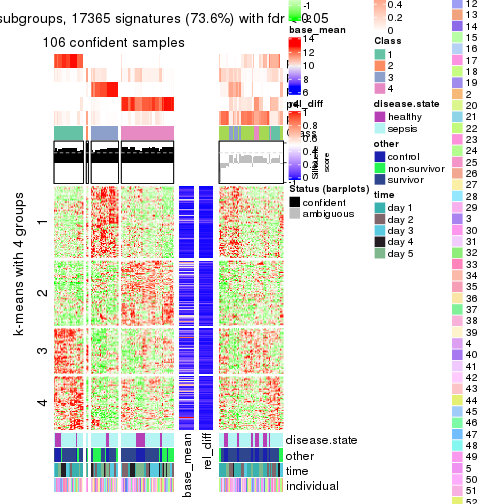 subgroups, 17365 signatures (73.6%) with fdr < 0.05
106 confident samples
k-means with 4 groups
1
2
3
4
base_mean
rel_diff
disease.state
other
time
individual
-1
-2
base_mean
14
12
10
8
6
1
0.8
0.6
0.4
0.2
0
Silhouette
score
Status (barplots)
confident
ambiguous
0.4
0.2
0
Class
1
2
3
4
disease.state
healthy
sepsis
other
control
non-survivor
survivor
time
day 1
day 2
day 3
day 4
day 5
12
13
14
15
16
17
18
19
2
20
21
22
23
24
25
26
27
28
29
3
30
31
32
33
34
35
36
37
38
39
4
40
41
42
43
44
45
46
47
48
49
5
50
51
52